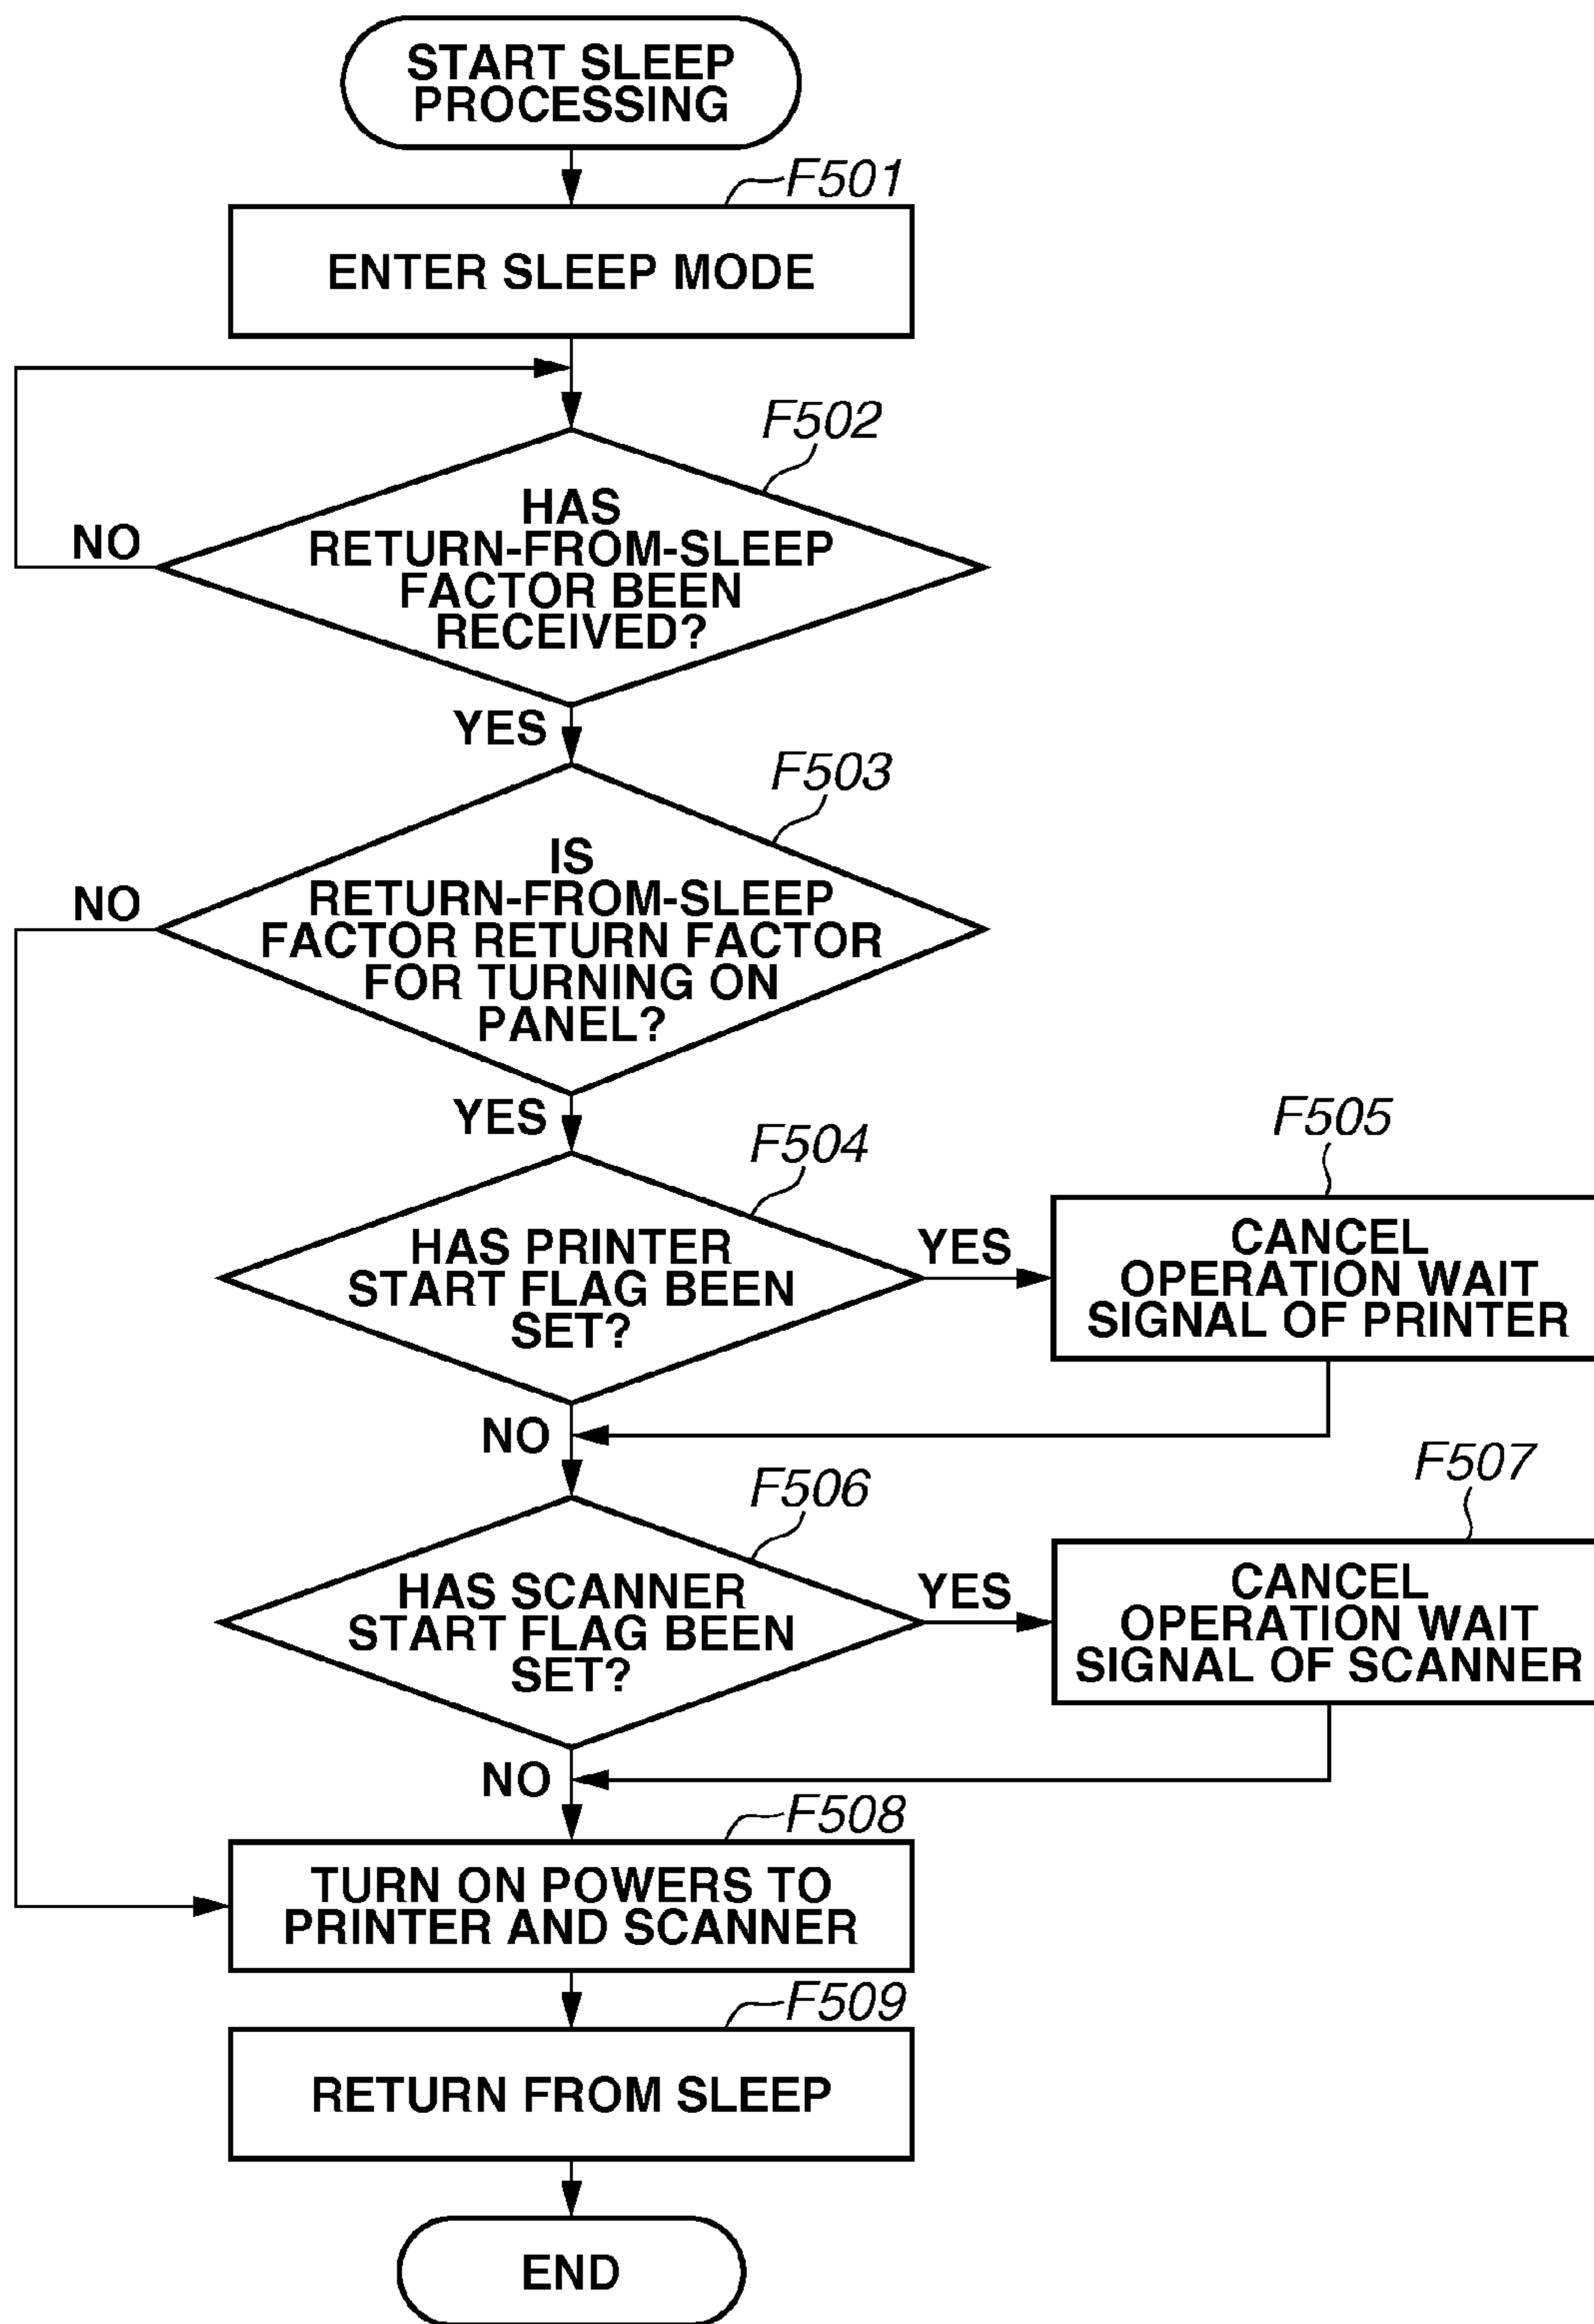 START SLEEP
PROCESSING
F501
ENTER SLEEP MODE
F502
HAS
RETURN-FROM-SLEEP
FACTOR BEEN
RECEIVED?
NO
YES
F503
IS
RETURN-FROM-SLEEP
FACTOR RETURN FACTOR
FOR TURNING ON
PANEL?
NO
YES
F504
HAS PRINTER
START FLAG BEEN
SET?
YES
F505
CANCEL
OPERATION WAIT
SIGNAL OF PRINTER
NO
F506
HAS SCANNER
START FLAG BEEN
SET?
YES
F507
CANCEL
OPERATION WAIT
SIGNAL OF SCANNER
NO
F508
TURN ON POWERS TO
PRINTER AND SCANNER
F509
RETURN FROM SLEEP
END